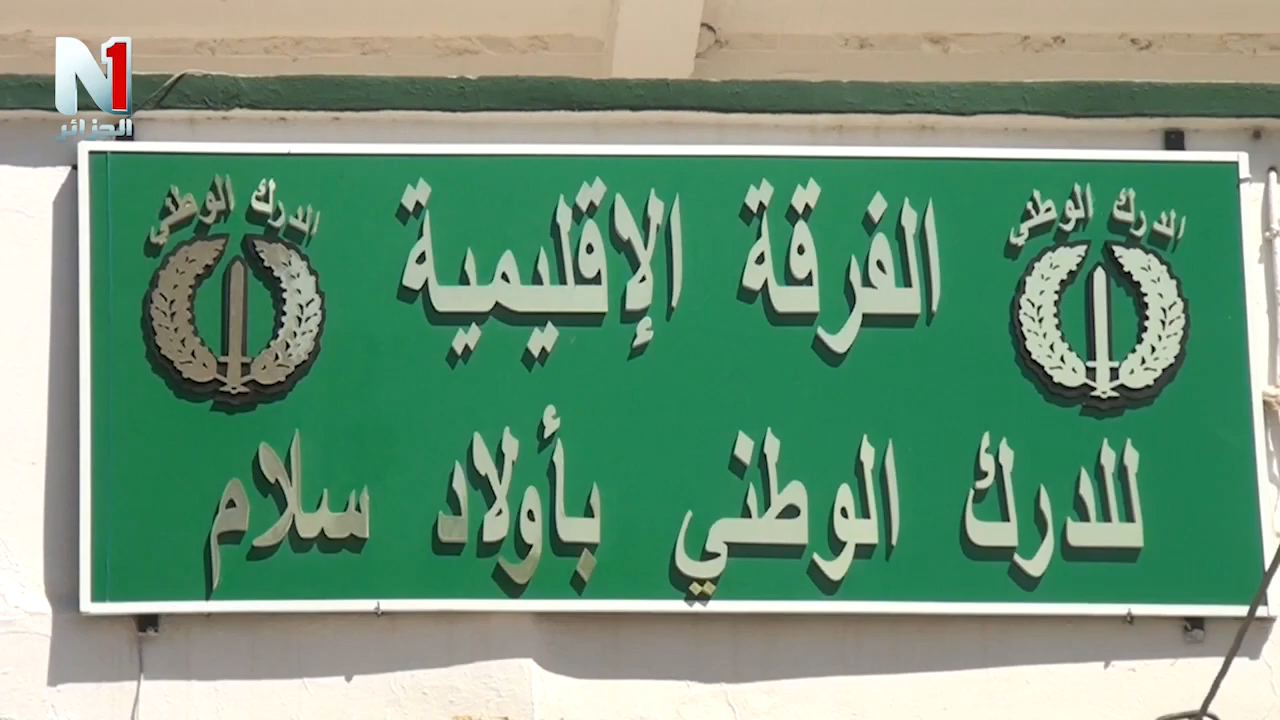 N1
الجزائر
الدرك الوطني
الفرقة الإقليمية
الدرك الوطني
للدرك الوطني بأولاد سلام